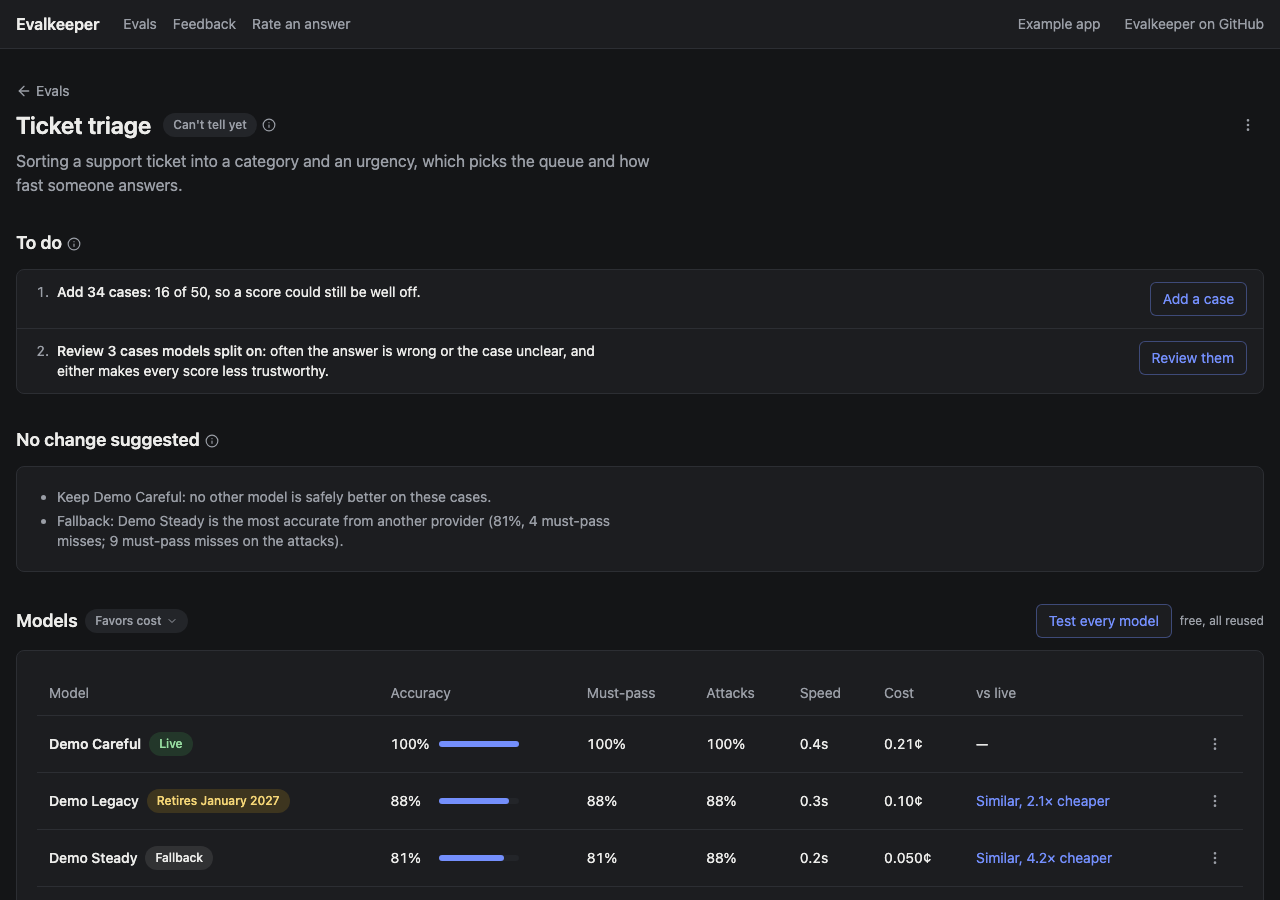 Evalkeeper Evals Feedback Rate an answer Example app Evalkeeper on GitHub
← Evals
Ticket triage Can't tell yet
Sorting a support ticket into a category and an urgency, which picks the queue and how
fast someone answers.
To do
1. Add 34 cases: 16 of 50, so a score could still be well off. Add a case
2. Review 3 cases models split on: often the answer is wrong or the case unclear, and
either makes every score less trustworthy.
Review them
No change suggested
• Keep Demo Careful: no other model is safely better on these cases.
• Fallback: Demo Steady is the most accurate from another provider (81%, 4 must-pass
misses; 9 must-pass misses on the attacks).
Models Favors cost Test every model free, all reused
Model Accuracy Must-pass Attacks Speed Cost vs live
Demo Careful Live 100% 100% 100% 0.4s 0.21¢ —
Demo Legacy Retires January 2027 88% 88% 88% 0.3s 0.10¢ Similar, 2.1× cheaper
Demo Steady Fallback 81% 81% 88% 0.2s 0.050¢ Similar, 4.2× cheaper